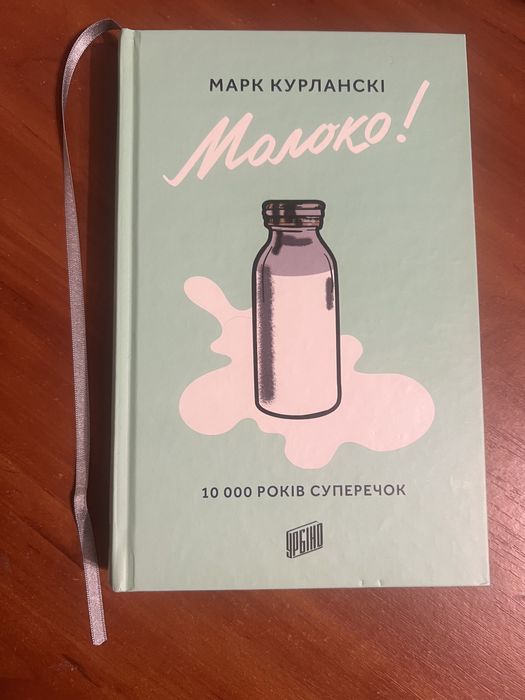 МАРК КУРЛАНСКІ
Молоко!
10 000 РОКІВ СУПЕРЕЧОК
УРБІНО